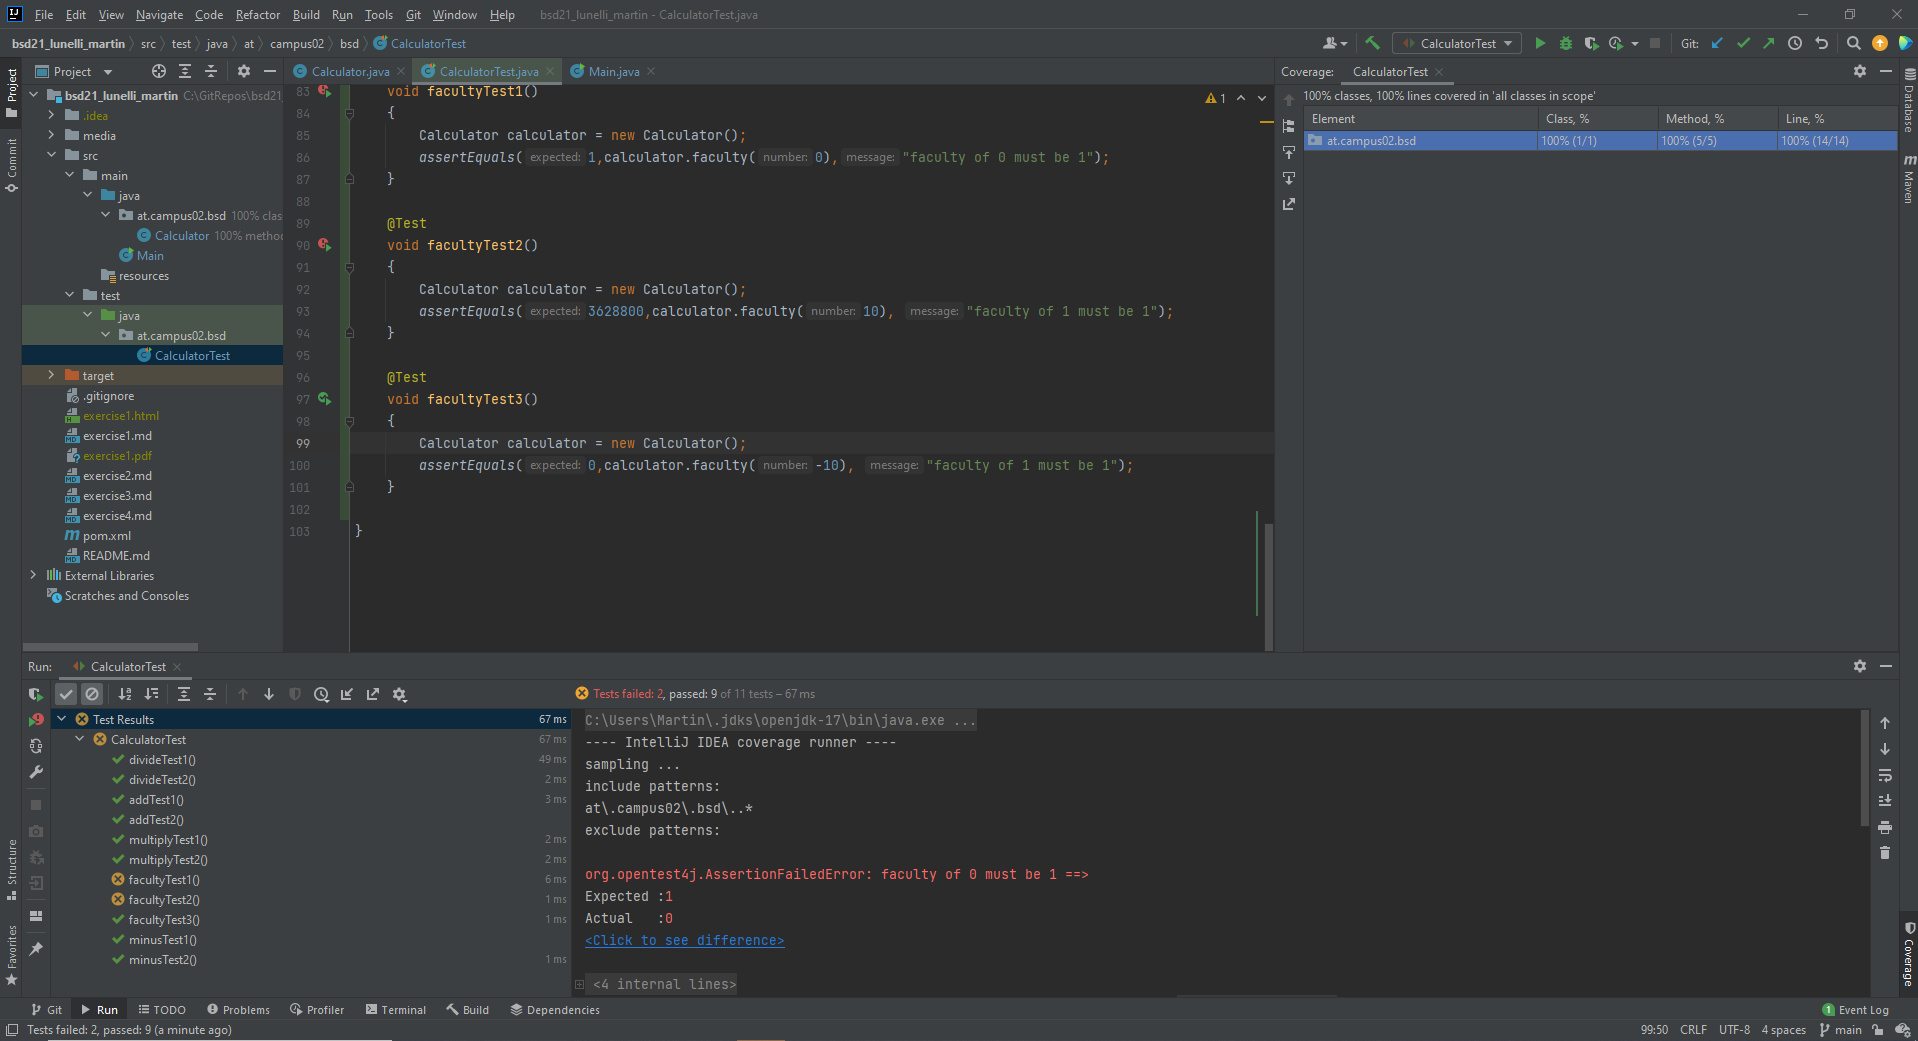 File Edit View Navigate Code Refactor Build Run Tools Git Window Help bsd21_lunelli_martin - CalculatorTest.java
bsd21_lunelli_martin src test java at campus02 bsd CalculatorTest
CalculatorTest
Git:
Project
Commit
Structure
Favorites
Project
bsd21_lunelli_martin C:\GitRepos\bsd21_
.idea
media
src
main
java
at.campus02.bsd 100% clas
Calculator 100% method
Main
resources
test
java
at.campus02.bsd
CalculatorTest
target
.gitignore
exercise1.html
exercise1.md
exercise1.pdf
exercise2.md
exercise3.md
exercise4.md
pom.xml
README.md
External Libraries
Scratches and Consoles
Calculator.java CalculatorTest.java Main.java
1
83 void facultyTest1()
84 {
85 Calculator calculator = new Calculator();
86 assertEquals( expected: 1,calculator.faculty( number: 0), message: "faculty of 0 must be 1");
87 }
88
89 @Test
90 void facultyTest2()
91 {
92 Calculator calculator = new Calculator();
93 assertEquals( expected: 3628800,calculator.faculty( number: 10), message: "faculty of 1 must be 1");
94 }
95
96 @Test
97 void facultyTest3()
98 {
99 Calculator calculator = new Calculator();
100 assertEquals( expected: 0,calculator.faculty( number: -10), message: "faculty of 1 must be 1");
101 }
102
103 }
Coverage: CalculatorTest
100% classes, 100% lines covered in 'all classes in scope'
Element Class, % Method, % Line, %
at.campus02.bsd 100% (1/1) 100% (5/5) 100% (14/14)
Database
Maven
Coverage
Run: CalculatorTest
Tests failed: 2, passed: 9 of 11 tests – 67 ms
Test Results 67 ms
CalculatorTest 67 ms
divideTest1() 49 ms
divideTest2() 2 ms
addTest1() 3 ms
addTest2()
multiplyTest1() 2 ms
multiplyTest2() 2 ms
facultyTest1() 6 ms
facultyTest2() 1 ms
facultyTest3() 1 ms
minusTest1()
minusTest2() 1 ms
C:\Users\Martin\.jdks\openjdk-17\bin\java.exe ...
---- IntelliJ IDEA coverage runner ----
sampling ...
include patterns:
at\.campus02\.bsd\..*
exclude patterns:
org.opentest4j.AssertionFailedError: faculty of 0 must be 1 ==>
Expected :1
Actual :0
<Click to see difference>
<4 internal lines>
Git Run TODO Problems Profiler Terminal Build Dependencies 1 Event Log
Tests failed: 2, passed: 9 (a minute ago) 99:50 CRLF UTF-8 4 spaces main